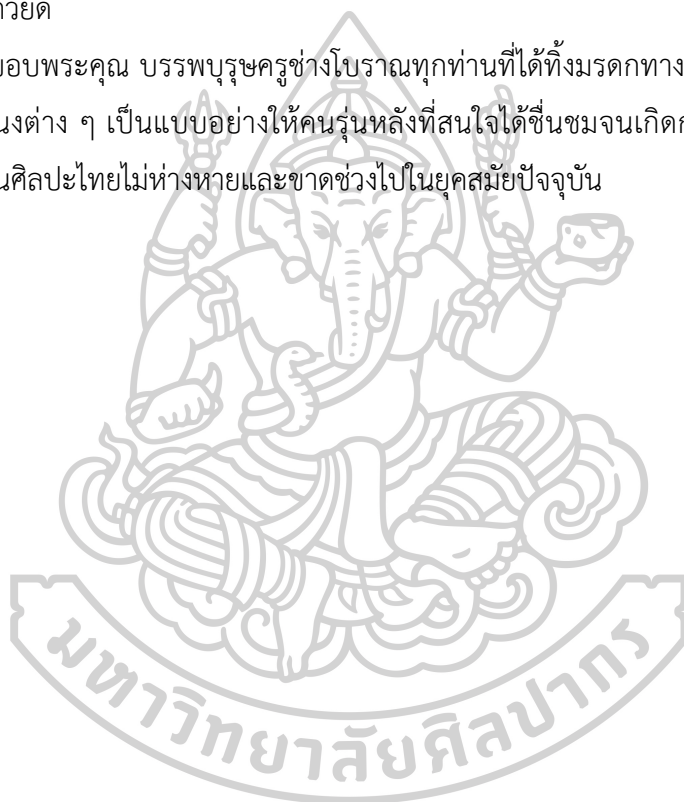 อบพระคุณ บรรพบุรุษครูช่างโบราณทุกท่านที่ได้ทิ้งมรดกทาง
นงต่าง ๆ เป็นแบบอย่างให้คนรุ่นหลังที่สนใจได้ชื่นชมจนเกิดก
นศิลปะไทยไม่ห่างหายและขาดช่วงไปในยุคสมัยปัจจุบัน
มหาวิทยาลัยศิลปากร